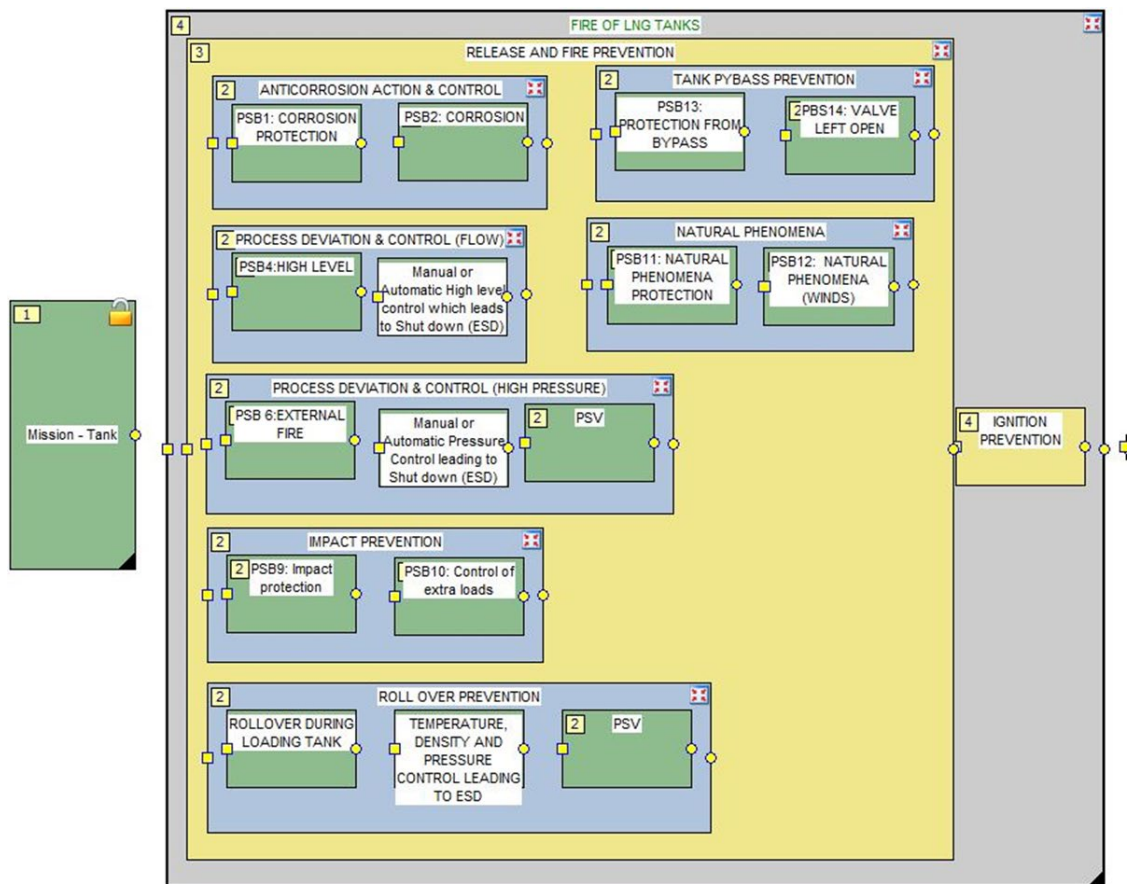 4
FIRE OF LNG TANKS
3
RELEASE AND FIRE PREVENTION
2
ANTICORROSION ACTION & CONTROL
PSB1: CORROSION
PROTECTION
PSB2: CORROSION
2
TANK PYBASS PREVENTION
PSB13:
PROTECTION FROM
BYPASS
2
PBS14: VALVE
LEFT OPEN
2
PROCESS DEVIATION & CONTROL (FLOW)
PSB4:HIGH LEVEL
Manual or
Automatic High level
control which leads
to Shut down (ESD)
2
NATURAL PHENOMENA
PSB11: NATURAL
PHENOMENA
PROTECTION
PSB12: NATURAL
PHENOMENA
(WINDS)
1
Mission - Tank
2
PROCESS DEVIATION & CONTROL (HIGH PRESSURE)
PSB 6:EXTERNAL
FIRE
Manual or
Automatic Pressure
Control leading to
Shut down (ESD)
2
PSV
4
IGNITION
PREVENTION
2
IMPACT PREVENTION
2
PSB9: Impact
protection
PSB10: Control of
extra loads
2
ROLL OVER PREVENTION
ROLLOVER DURING
LOADING TANK
TEMPERATURE,
DENSITY AND
PRESSURE
CONTROL LEADING
TO ESD
2
PSV